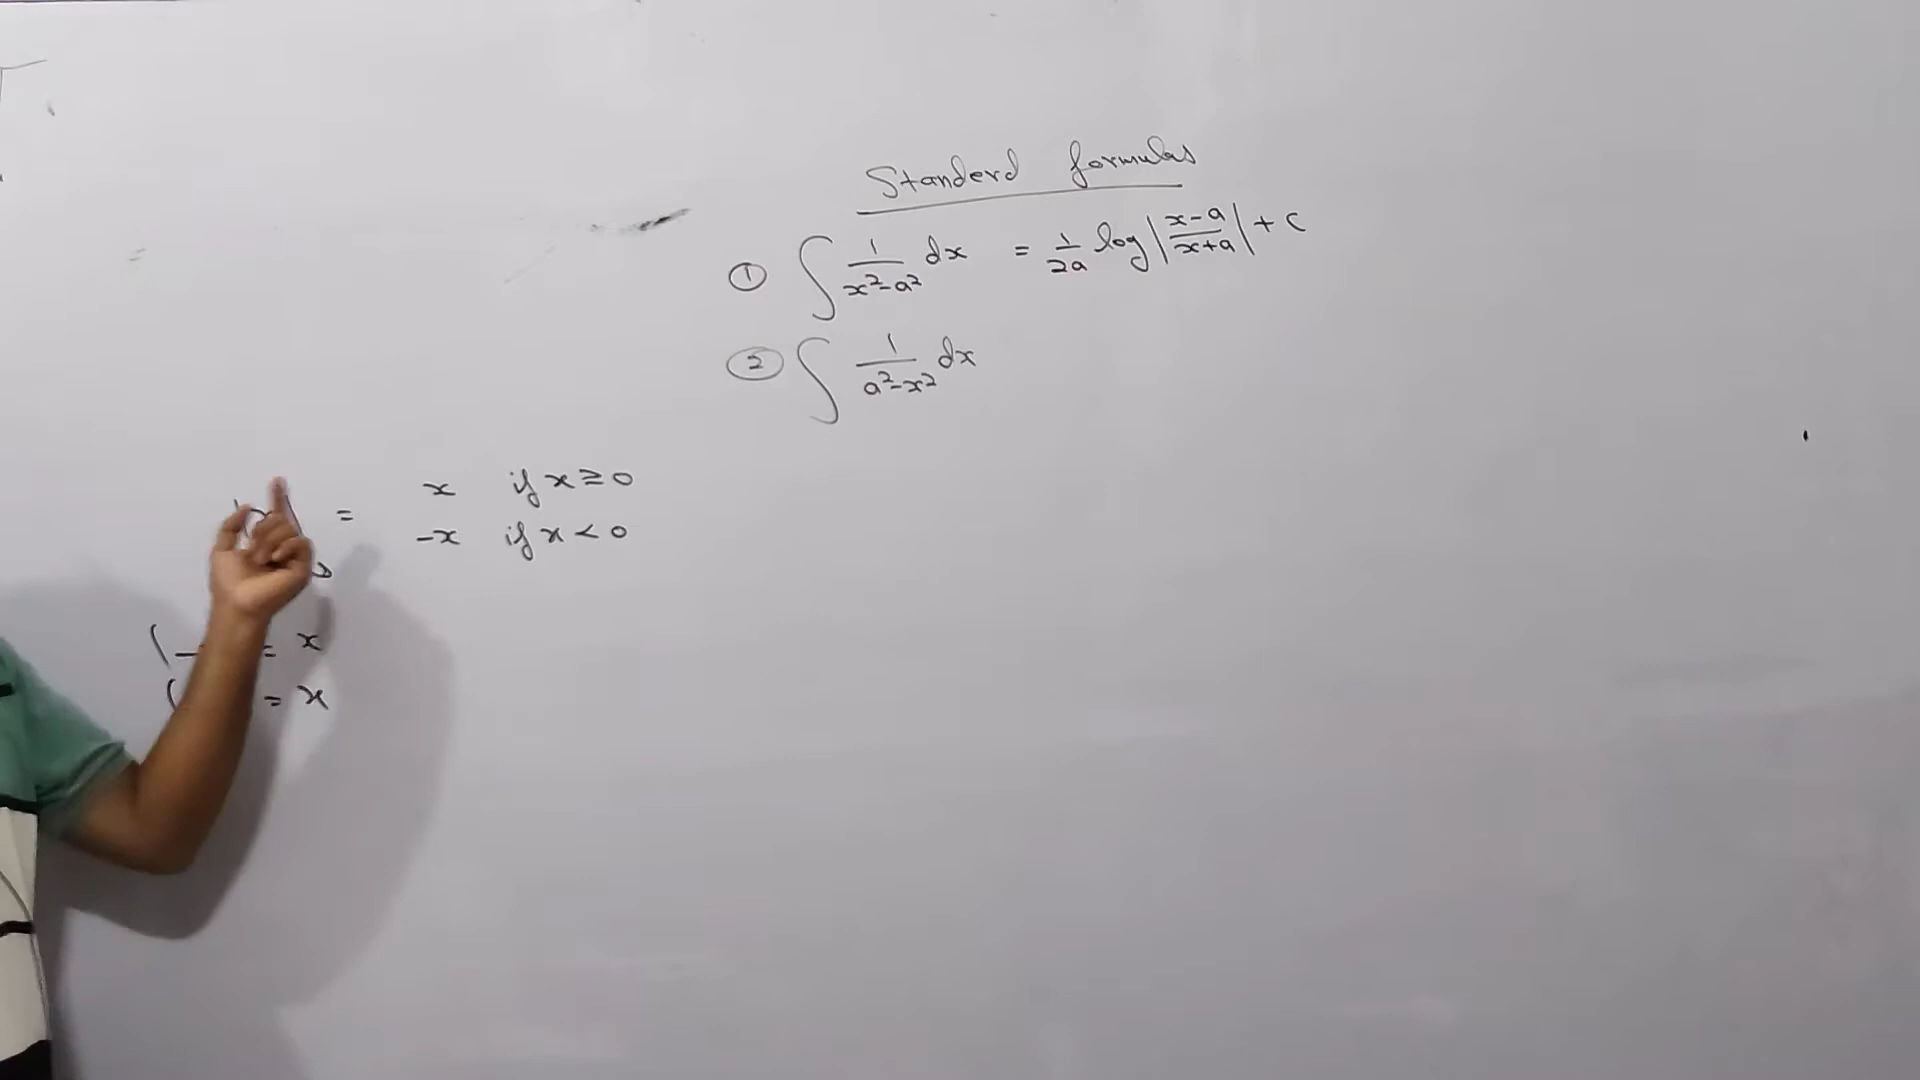 Standerd formulas
① ∫ 1/(x²-a²) dx = 1/2a log |(x-a)/(x+a)| + c
② ∫ 1/(a²-x²) dx
= x if x ≥ 0
-x if x < 0
= x
= x